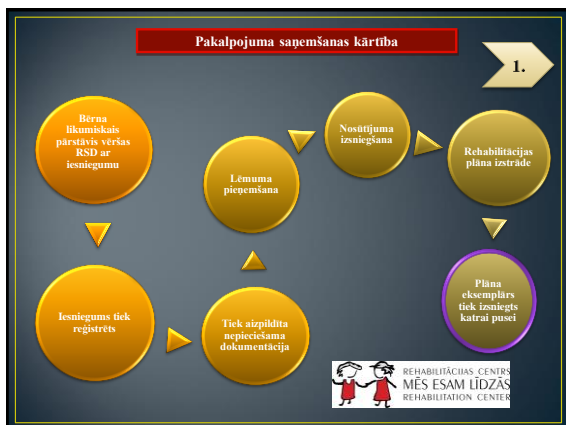 Pakalpojuma saņemšanas kārtība
1.
Bērna
likumiskais
pārstāvis vēršas
RSD ar
iesniegumu
Iesniegums tiek
reģistrēts
Tiek aizpildīta
nepieciešama
dokumentācija
Lēmuma
pieņemšana
Nosūtījuma
izsniegšana
Rehabilitācijas
plāna izstrāde
Plāna
eksemplārs
tiek izsniegts
katrai pusei
REHABILITĀCIJAS CENTRS
MĒS ESAM LĪDZĀS
REHABILITATION CENTER